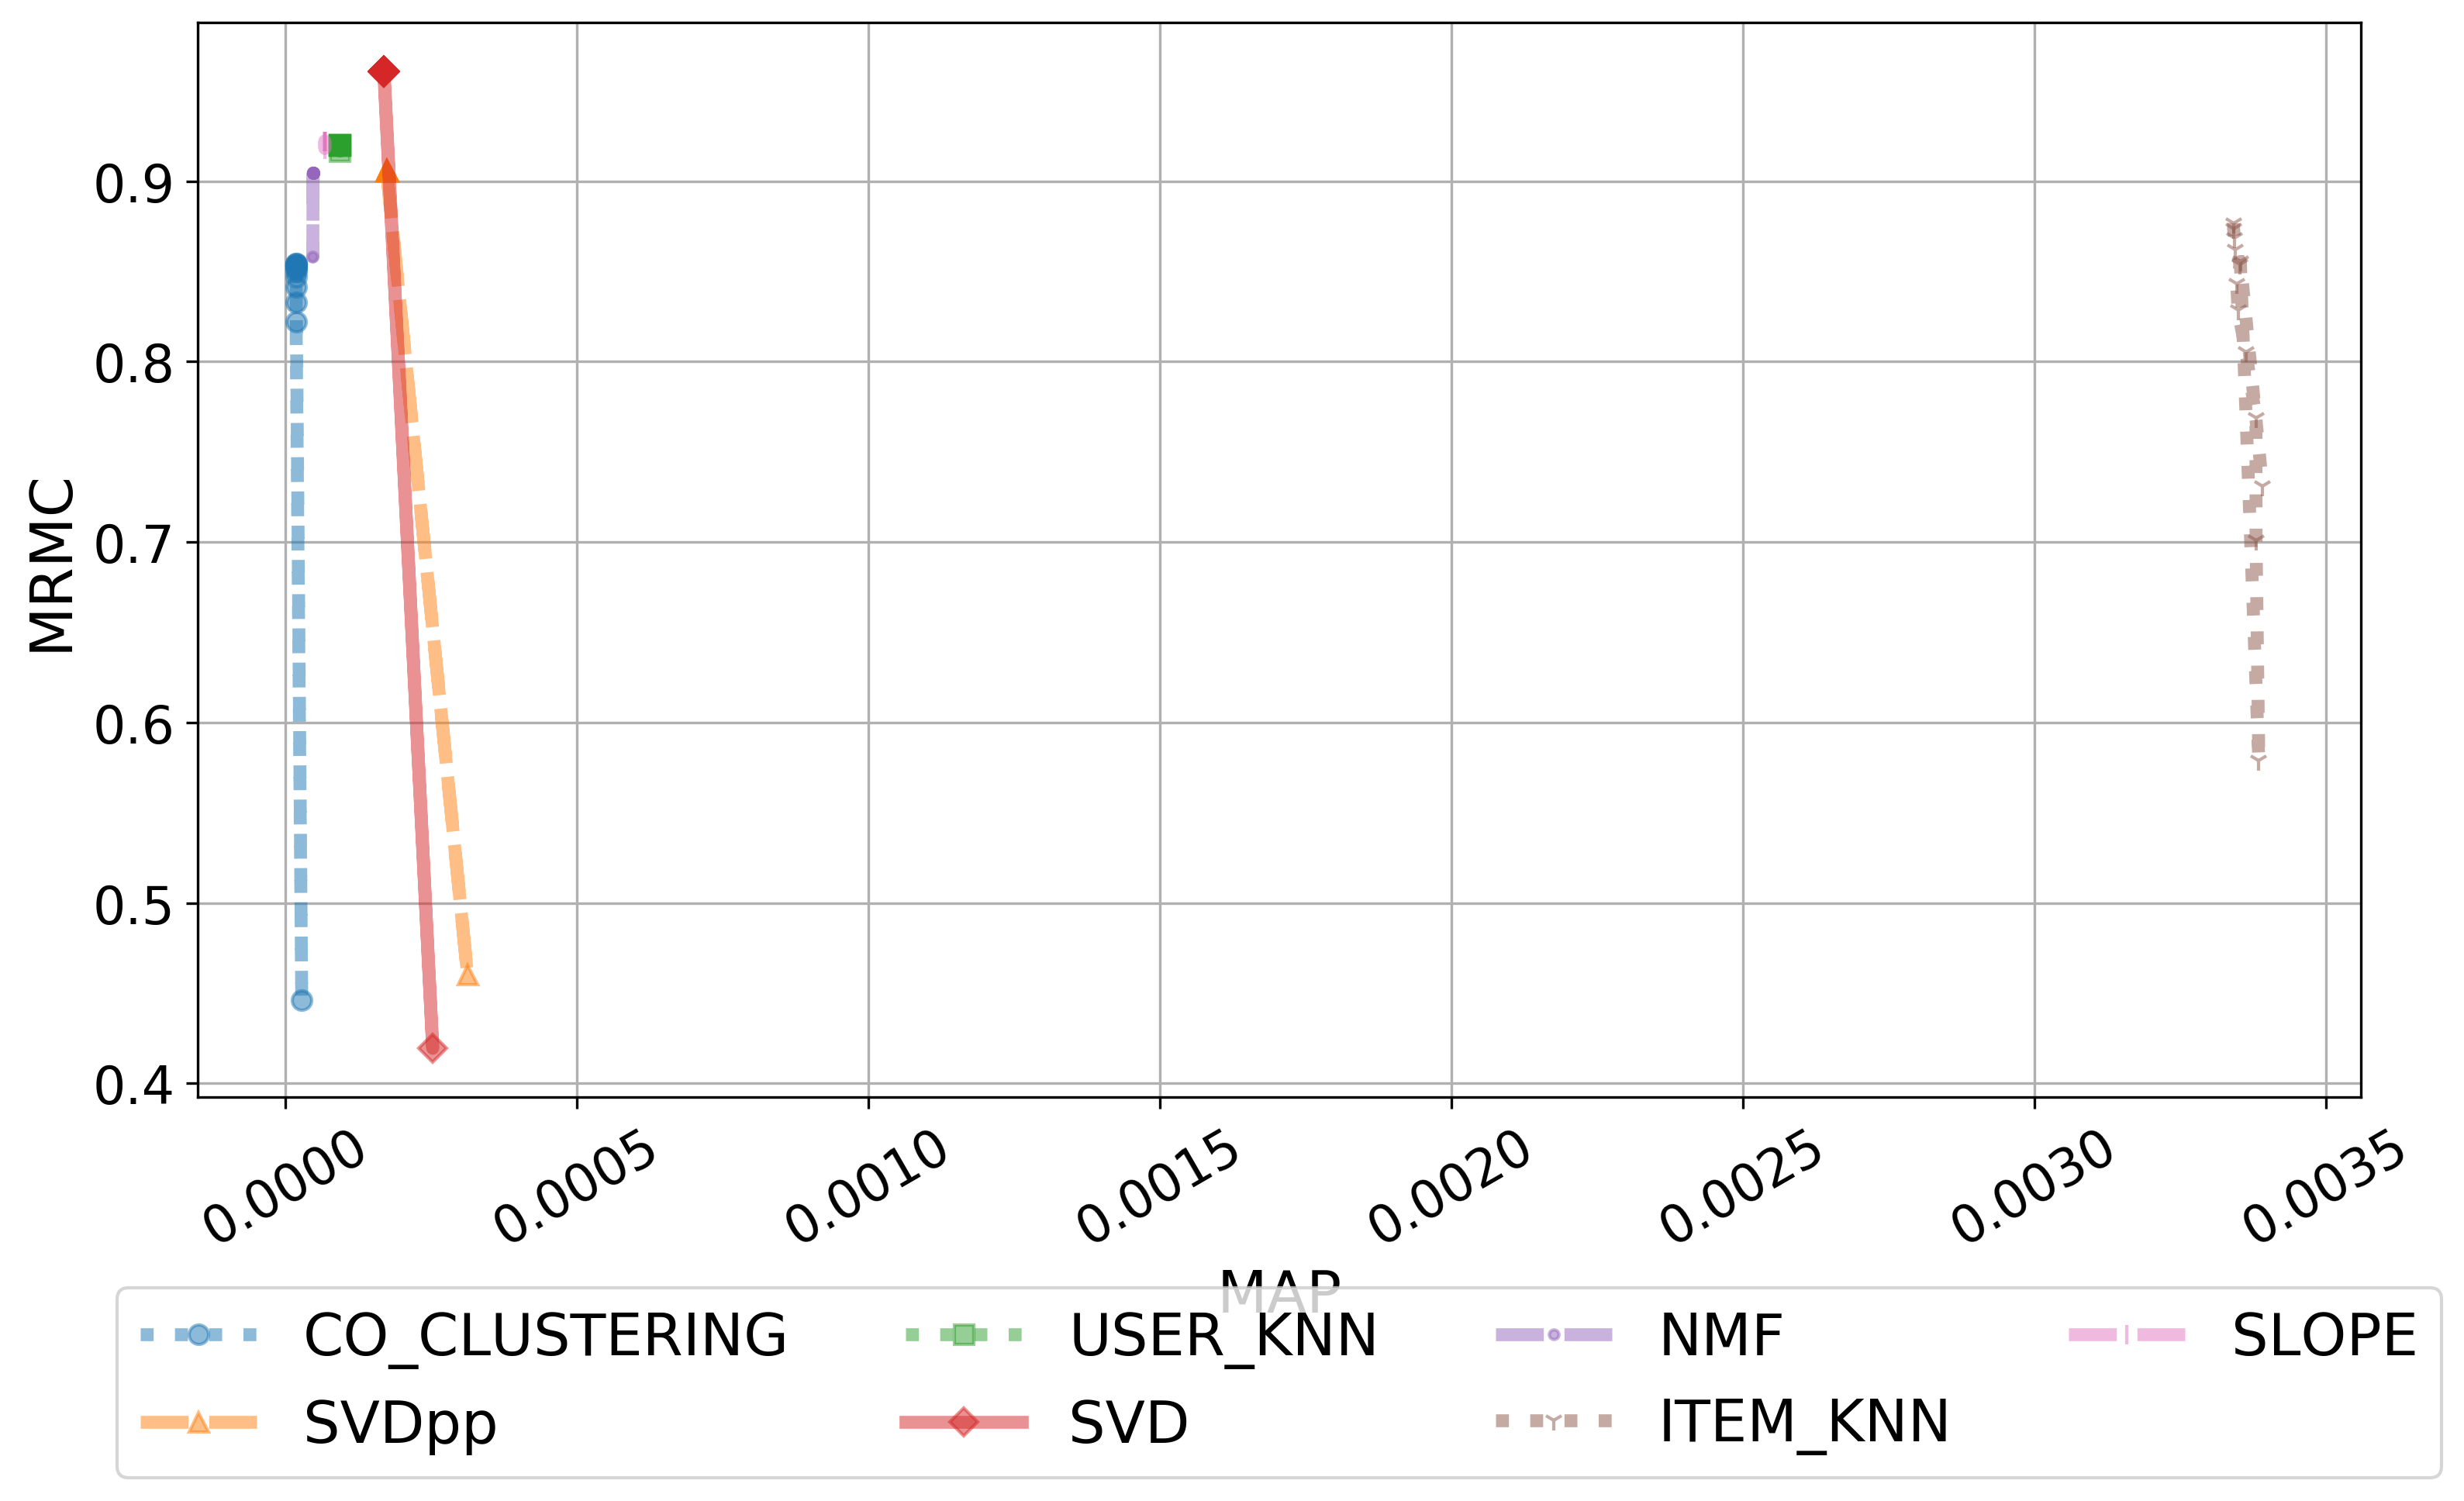 MRMC
0.9
0.8
0.7
0.6
0.5
0.4
0.0000 0.0005 0.0010 0.0015 0.0020 0.0025 0.0030 0.0035
MAP
CO_CLUSTERING USER_KNN NMF SLOPE
SVDpp SVD ITEM_KNN